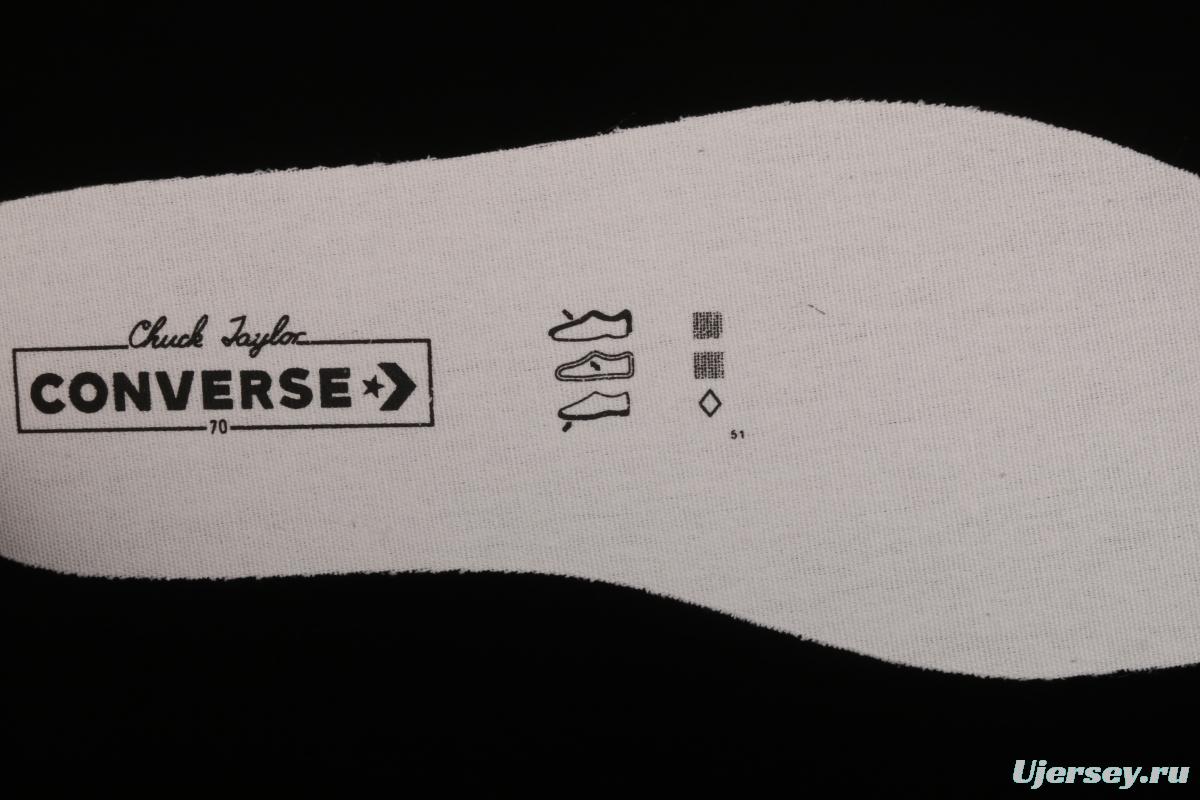 Chuck Taylor
CONVERSE
70
51
Ujersey.ru